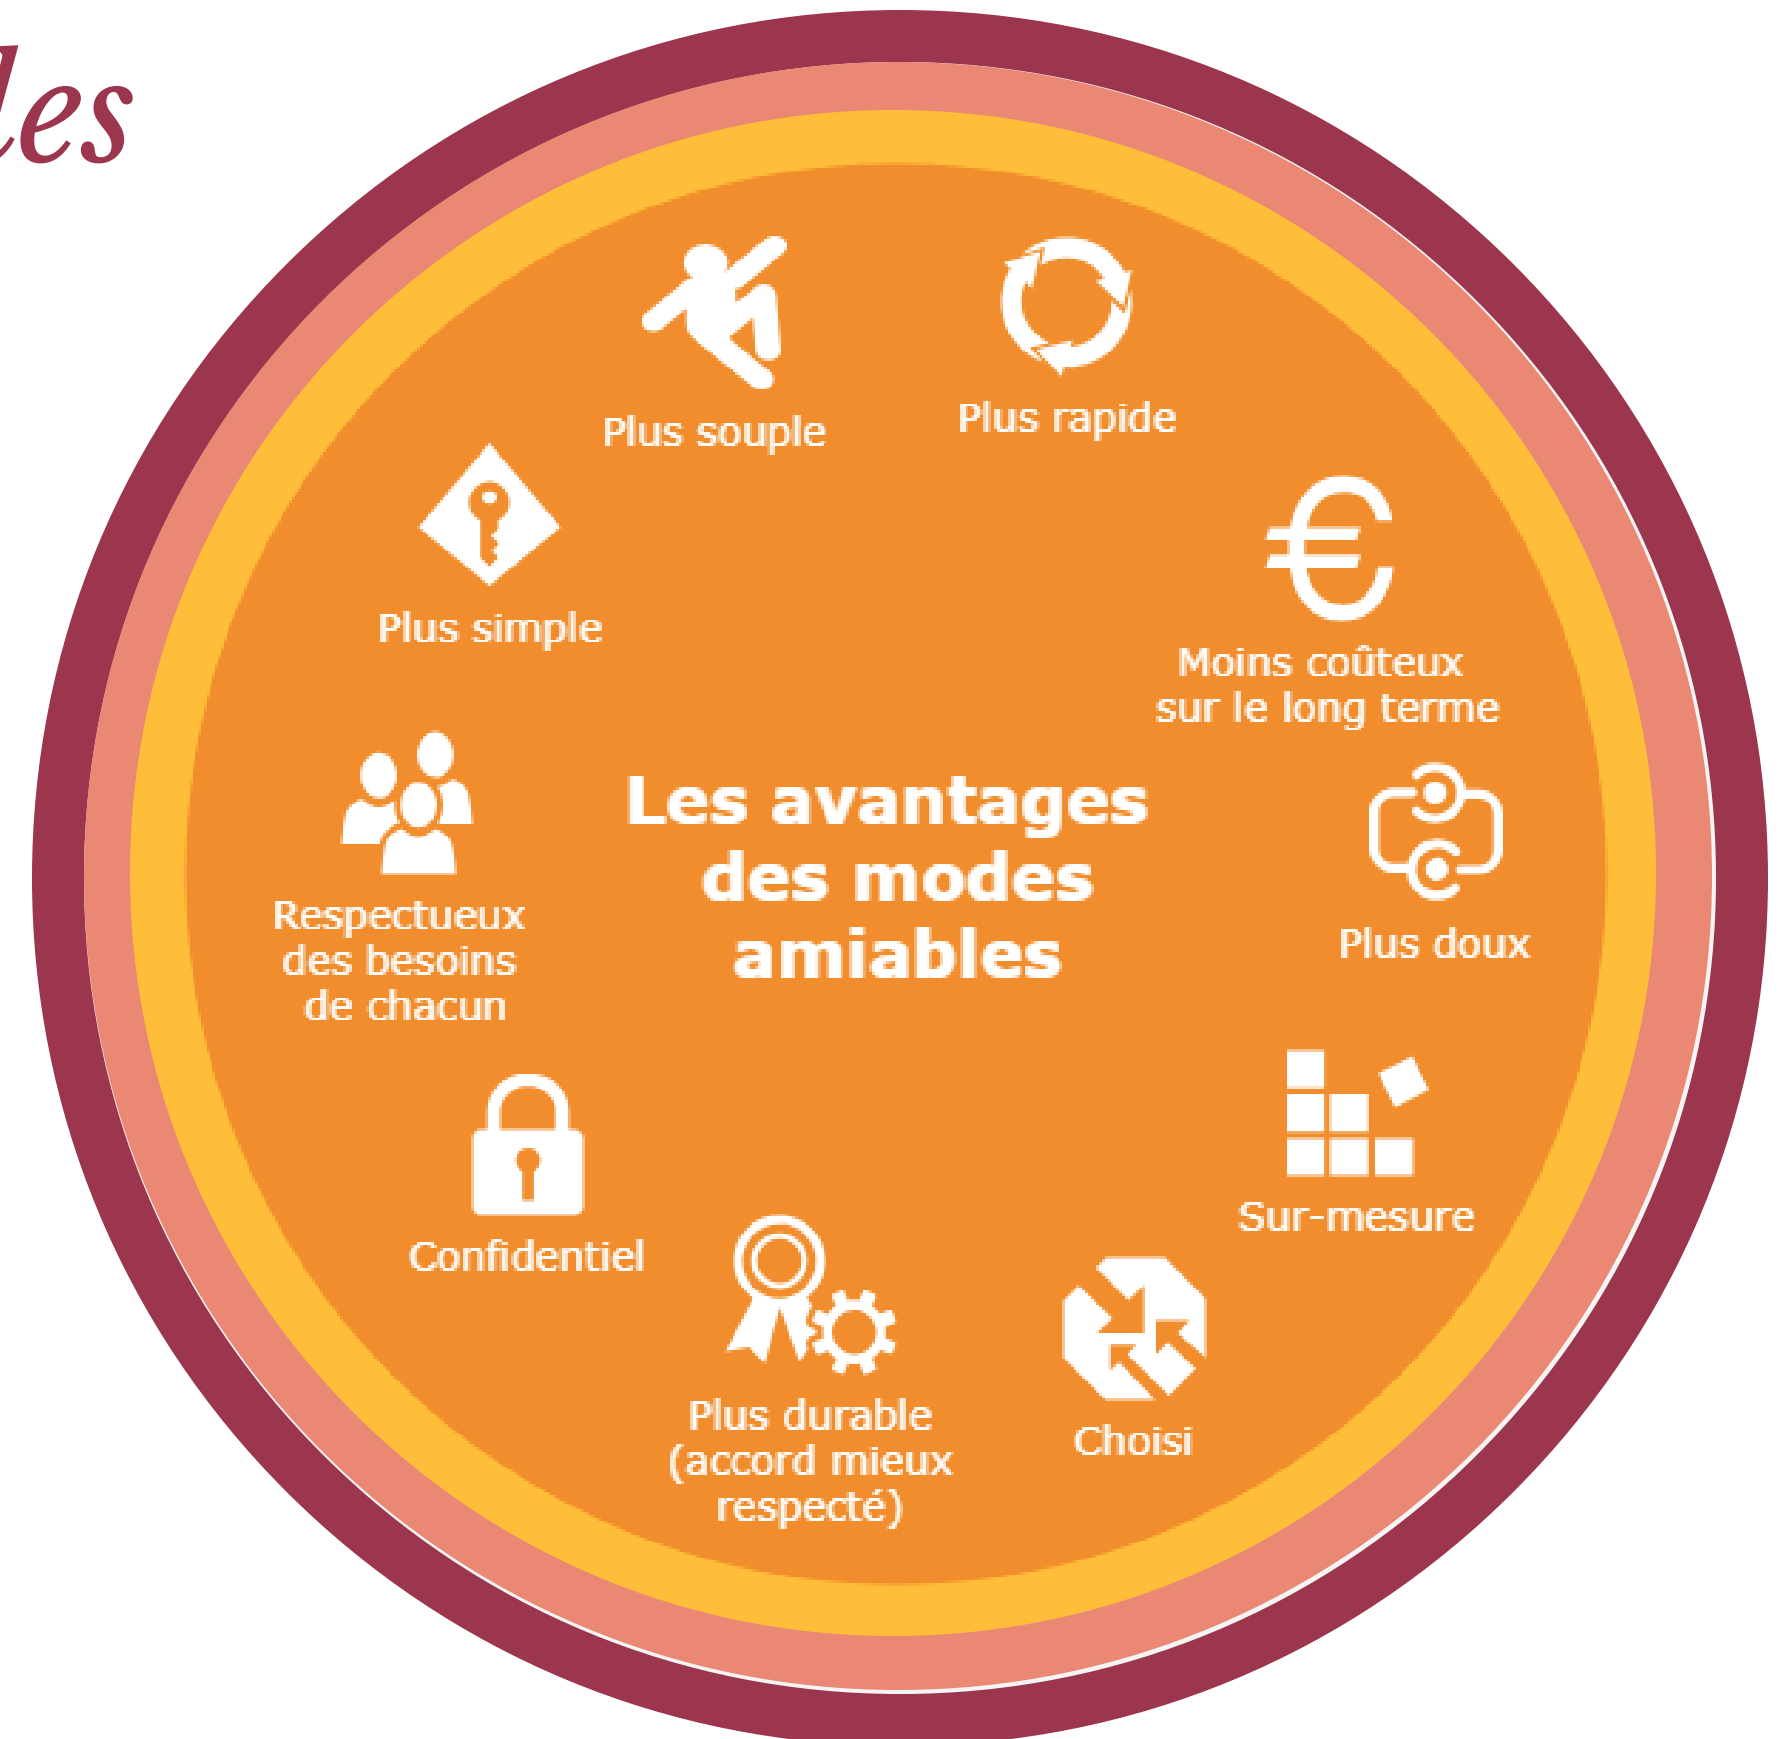 les
Plus souple
Plus rapide
Plus simple
Moins coûteux
sur le long terme
Respectueux
des besoins
de chacun
Les avantages
des modes
amiables
Plus doux
Confidentiel
Sur-mesure
Plus durable
(accord mieux
respecté)
Choisi